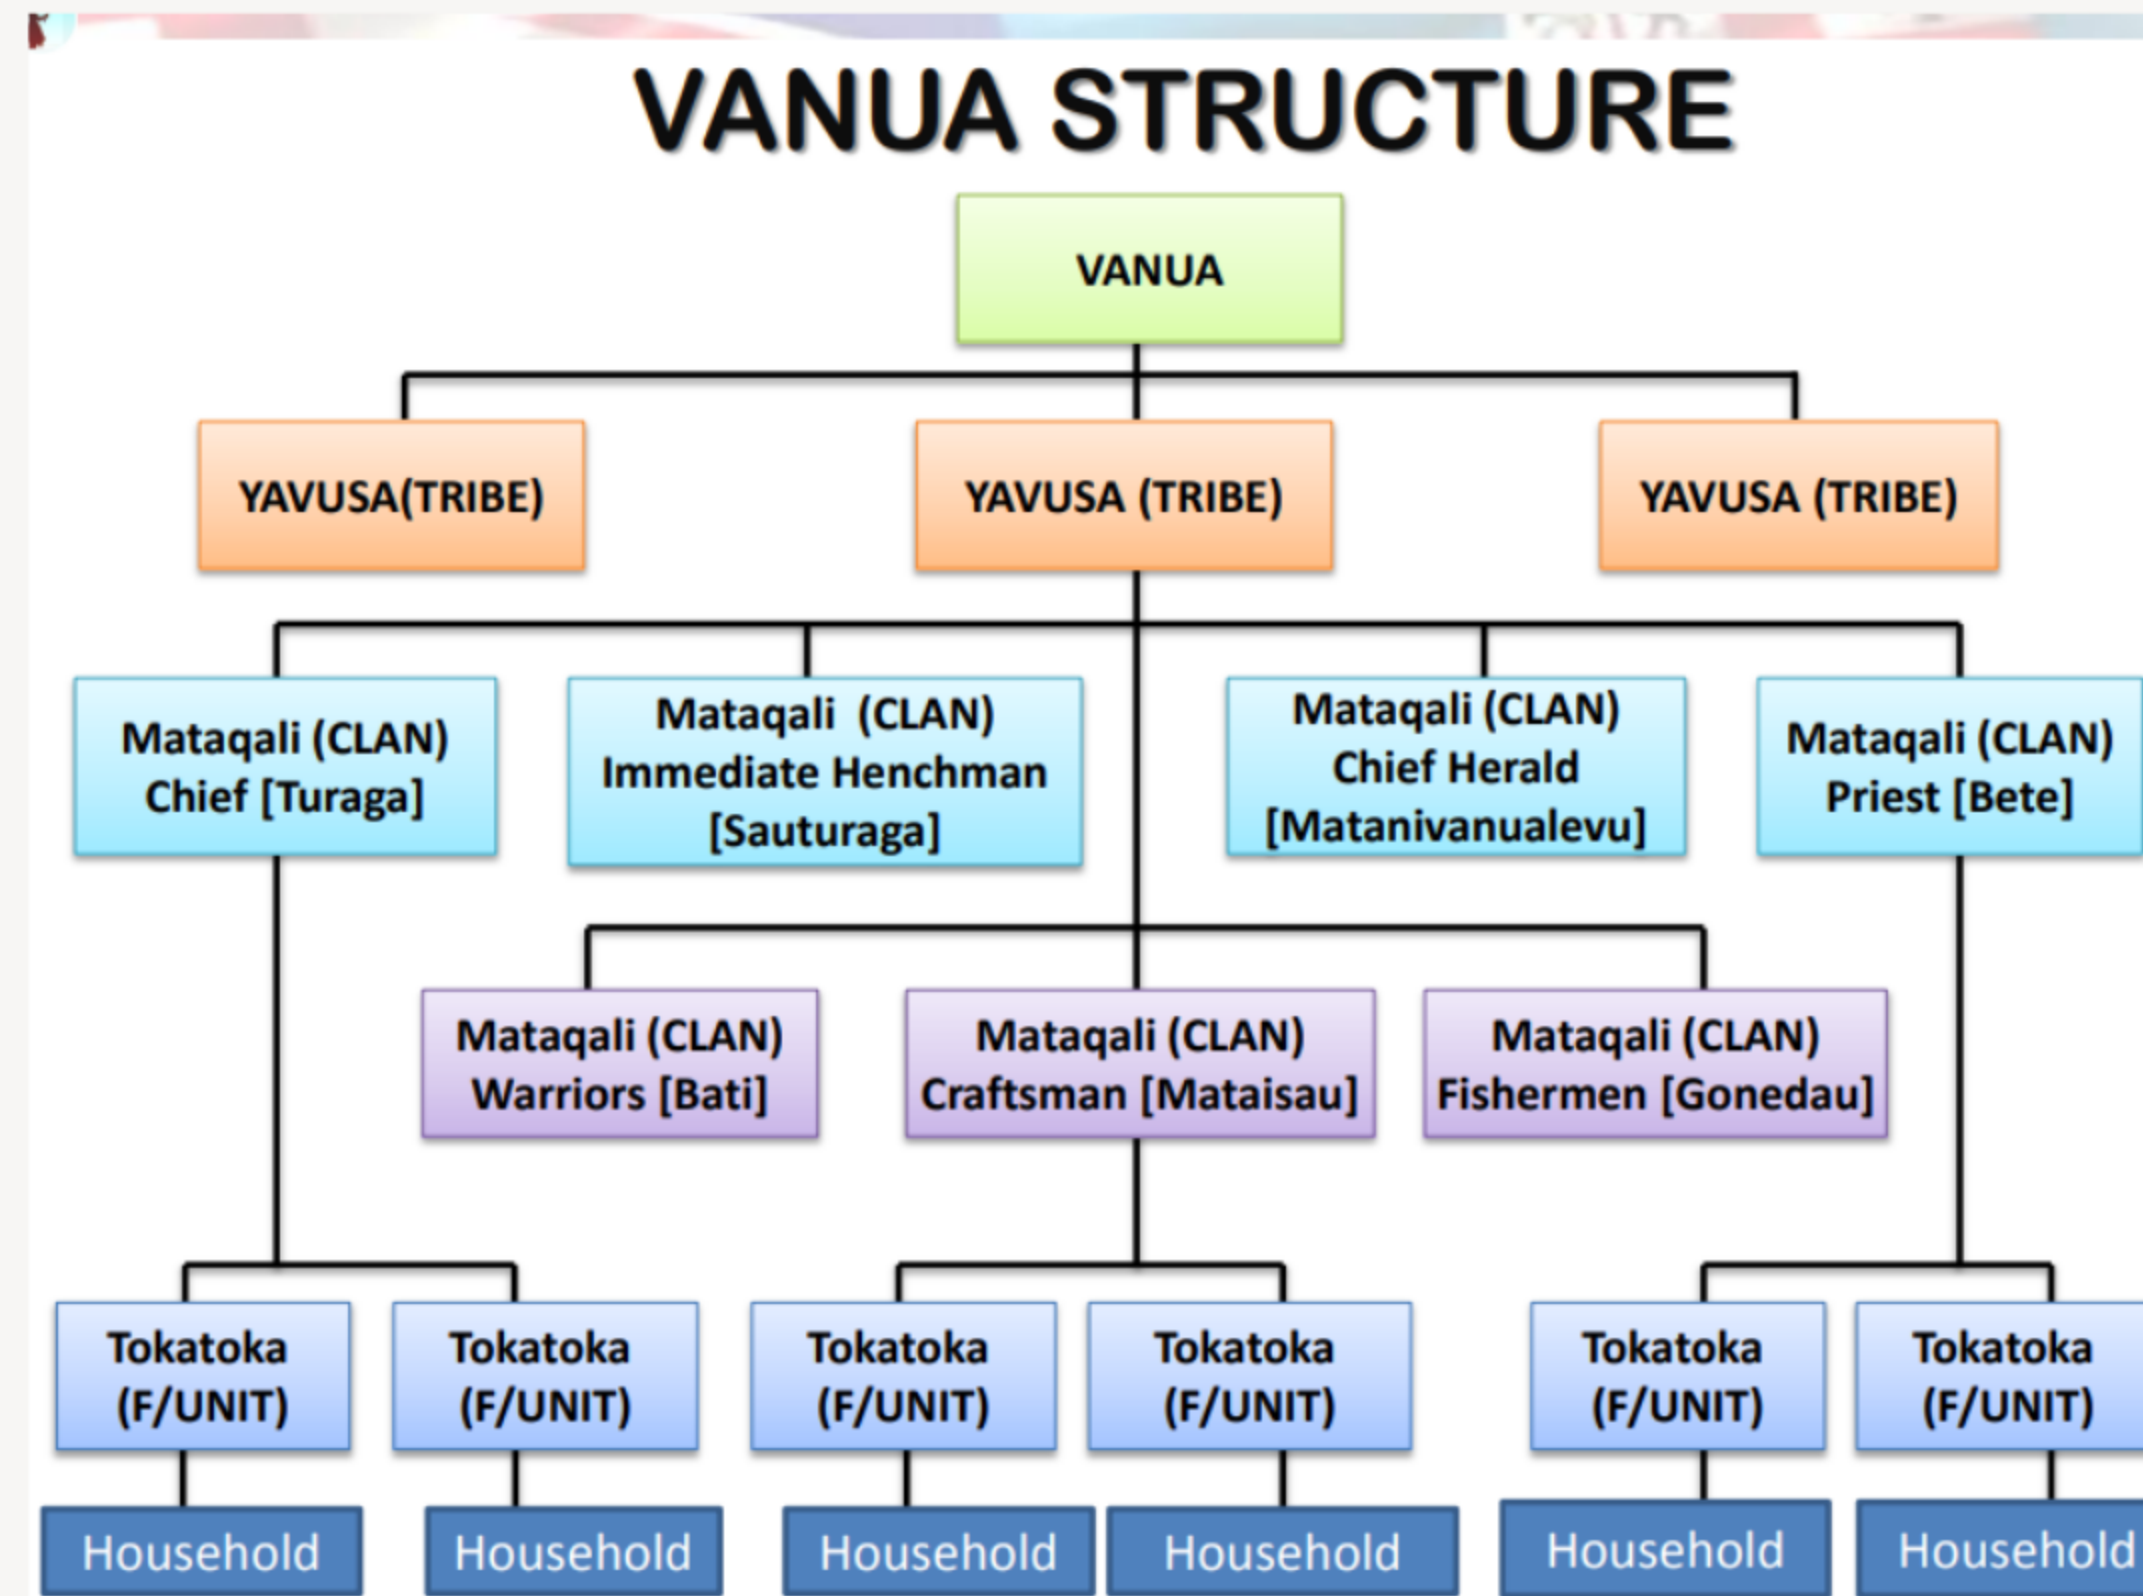 VANUA STRUCTURE
VANUA
YAVUSA(TRIBE)
YAVUSA (TRIBE)
YAVUSA (TRIBE)
Mataqali (CLAN)
Chief [Turaga]
Mataqali (CLAN)
Immediate Henchman
[Sauturaga]
Mataqali (CLAN)
Chief Herald
[Matanivanualevu]
Mataqali (CLAN)
Priest [Bete]
Mataqali (CLAN)
Warriors [Bati]
Mataqali (CLAN)
Craftsman [Mataisau]
Mataqali (CLAN)
Fishermen [Gonedau]
Tokatoka
(F/UNIT)
Tokatoka
(F/UNIT)
Tokatoka
(F/UNIT)
Tokatoka
(F/UNIT)
Tokatoka
(F/UNIT)
Tokatoka
(F/UNIT)
Household
Household
Household
Household
Household
Household